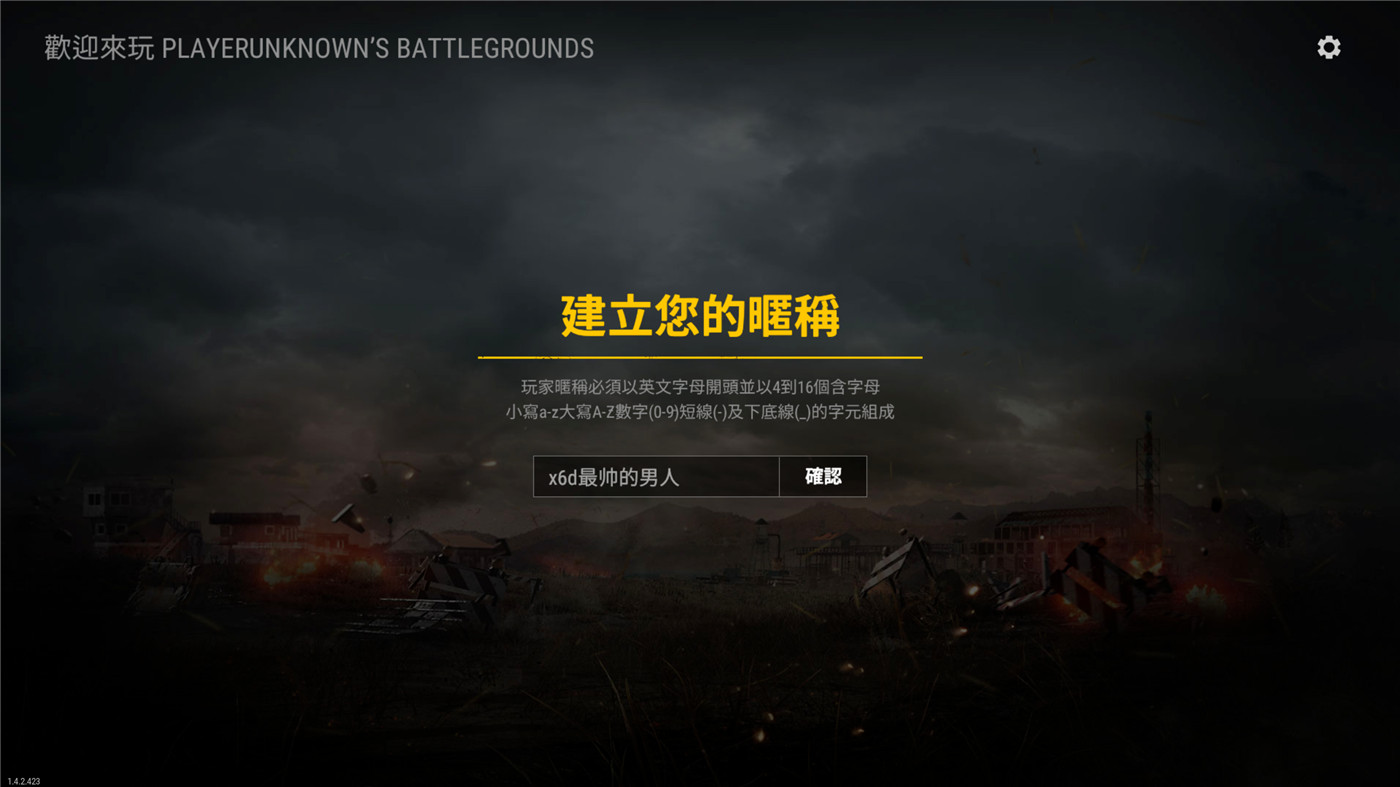 歡迎來玩 PLAYERUNKNOWN'S BATTLEGROUNDS
建立您的暱稱
玩家暱稱必須以英文字母開頭並以4到16個含字母
小寫a-z大寫A-Z數字(0-9)短線(-)及下底線(_)的字元組成
x6d最帅的男人
確認
1.4.2.423